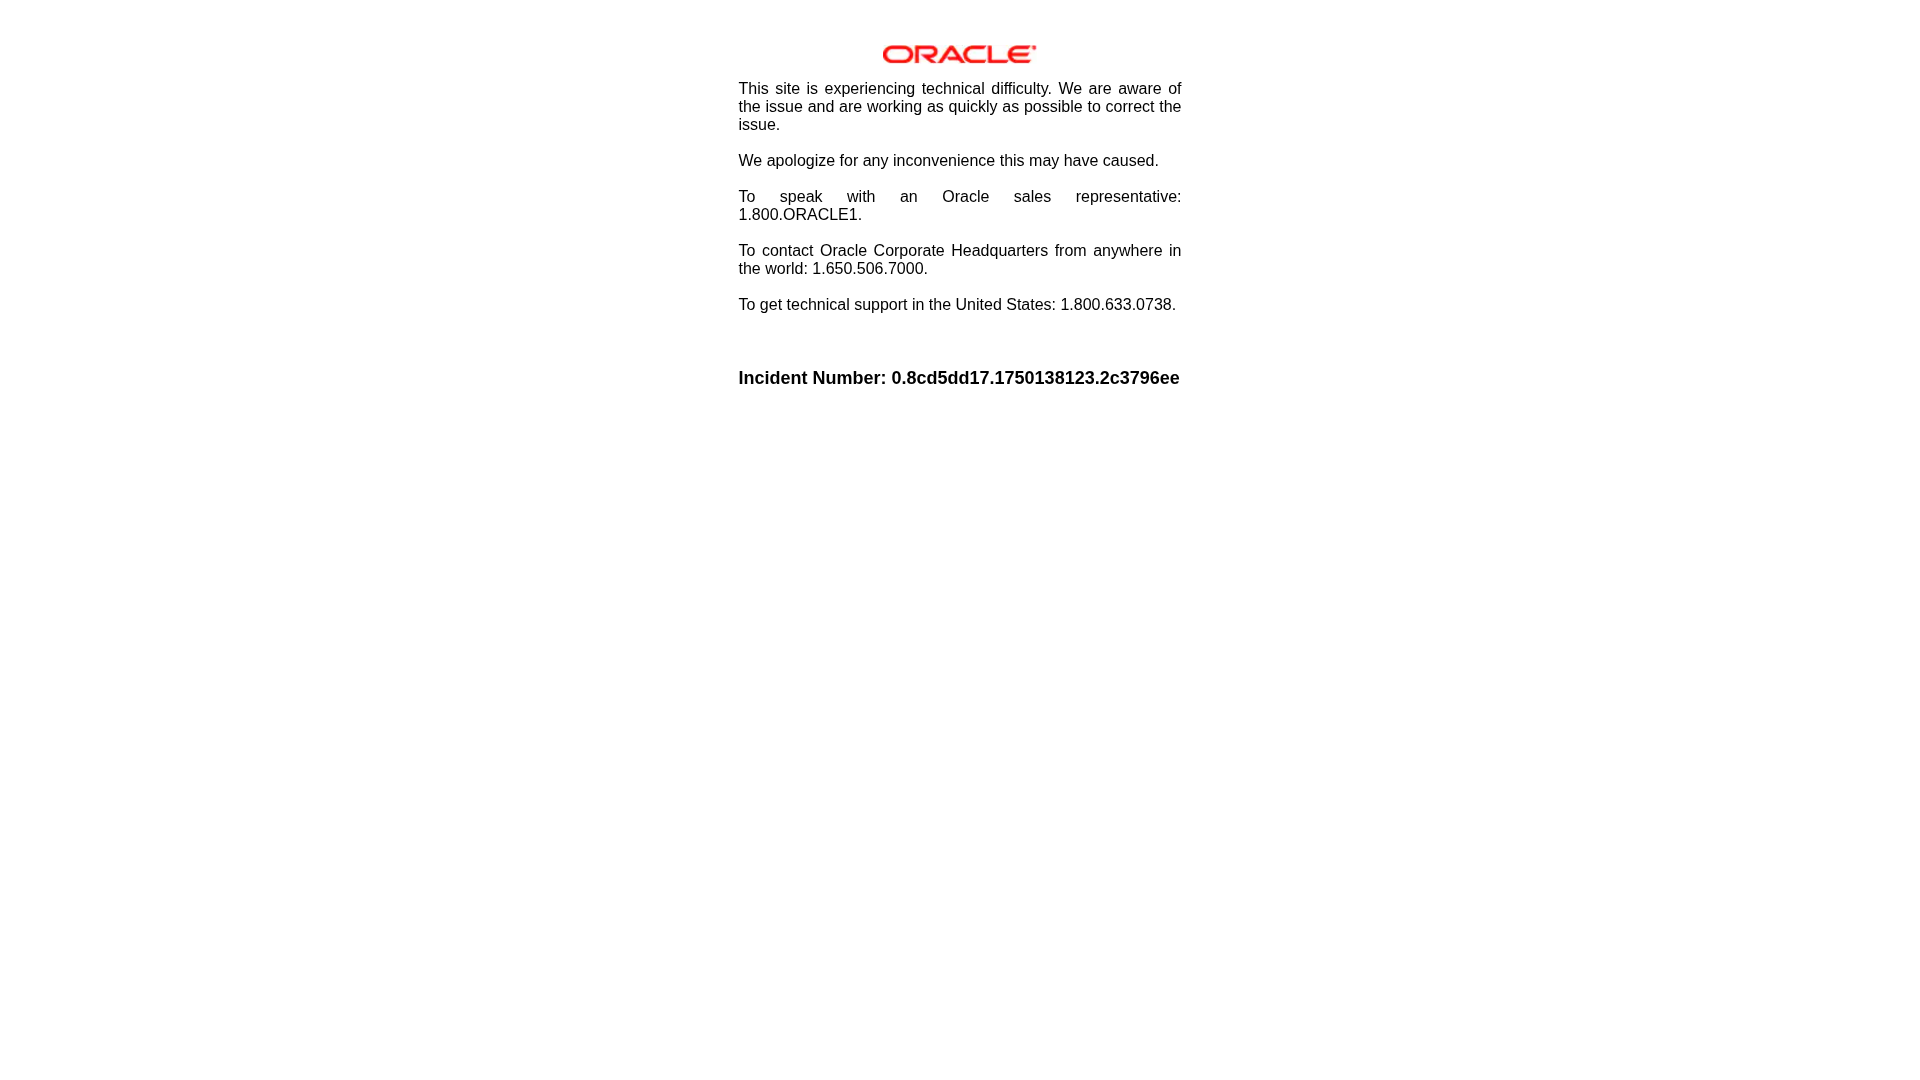 ORACLE®
This site is experiencing technical difficulty. We are aware of
the issue and are working as quickly as possible to correct the
issue.
We apologize for any inconvenience this may have caused.
To speak with an Oracle sales representative:
1.800.ORACLE1.
To contact Oracle Corporate Headquarters from anywhere in
the world: 1.650.506.7000.
To get technical support in the United States: 1.800.633.0738.
Incident Number: 0.8cd5dd17.1750138123.2c3796ee